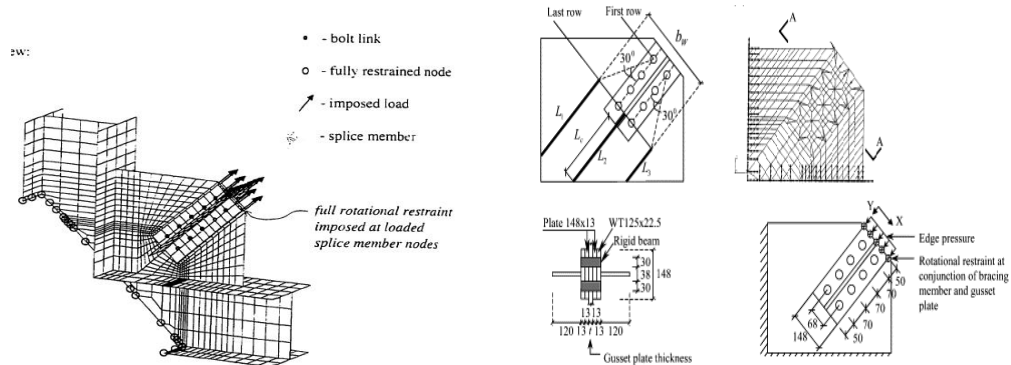 ew:
- bolt link
- fully restrained node
- imposed load
- splice member
full rotational restraint
imposed at loaded
splice member nodes
Last row
First row
b_W
30⁰
30⁰
L_1
L_c
L_2
L_3
A
A
Plate 148x13
WT125x22.5
Rigid beam
30
38
30
148
13 13
120 13 t 13 120
Gusset plate thickness
Y
X
Edge pressure
Rotational restraint at
conjunction of bracing
member and gusset
plate
50
70
70
70
50
68
148